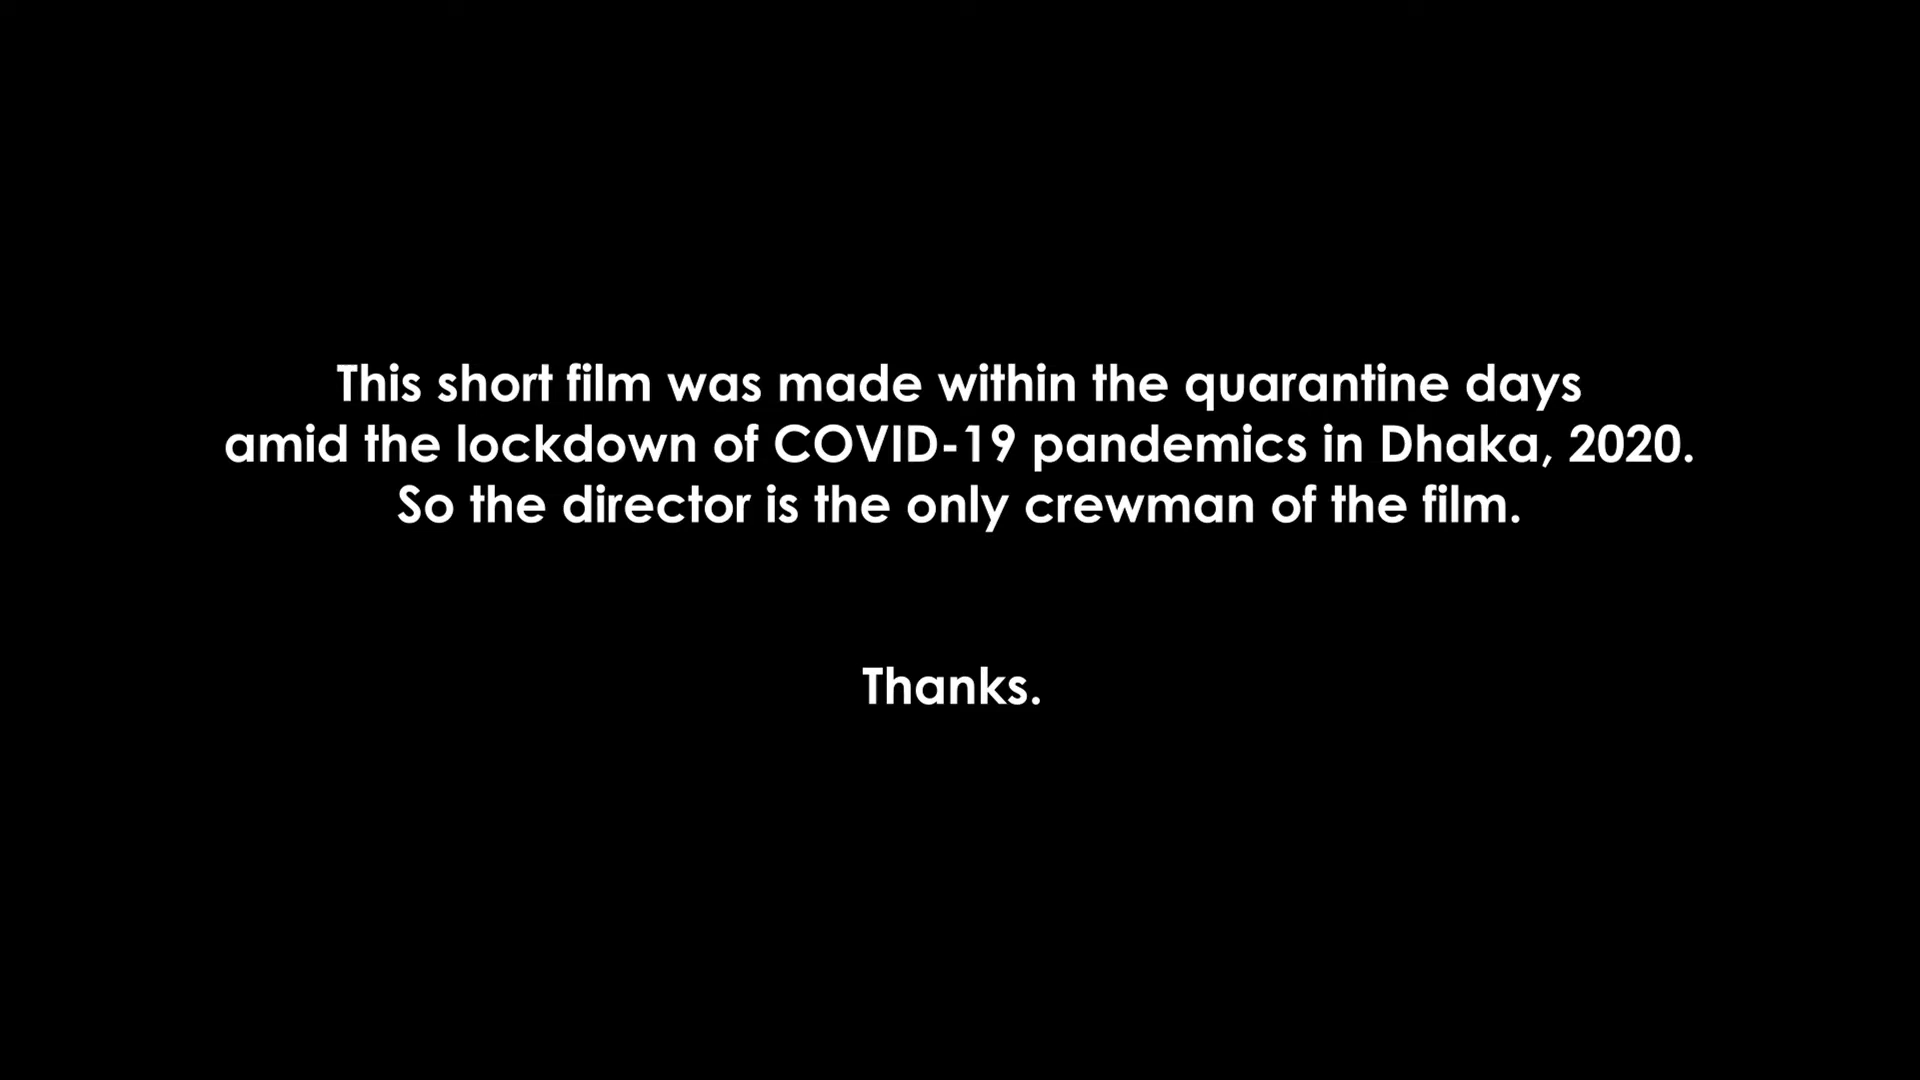 This short film was made within the quarantine days
amid the lockdown of COVID-19 pandemics in Dhaka, 2020.
So the director is the only crewman of the film.
Thanks.